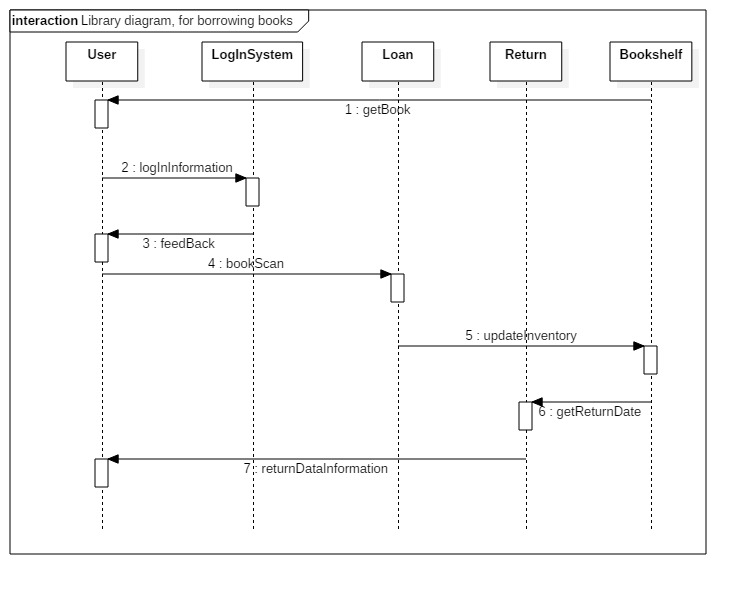 interaction Library diagram, for borrowing books
User LogInSystem Loan Return Bookshelf
1 : getBook
2 : logInInformation
3 : feedBack
4 : bookScan
5 : updateInventory
6 : getReturnDate
7 : returnDataInformation